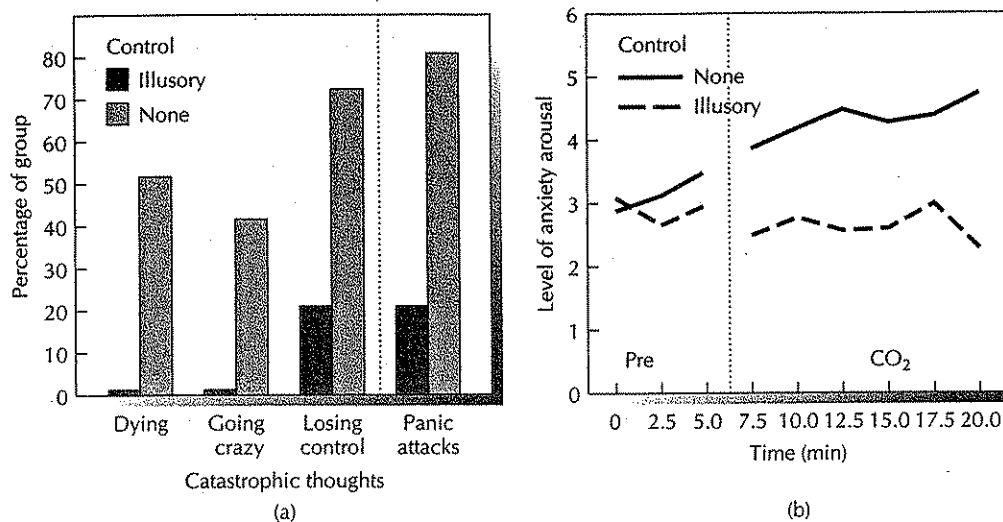 Control
Illusory
None
Percentage of group
80
70
60
50
40
30
20
10
0
Dying
Going
crazy
Losing
control
Panic
attacks
Catastrophic thoughts
(a)
Control
None
Illusory
Level of anxiety arousal
6
5
4
3
2
1
0
Pre
CO₂
0 2.5 5.0 7.5 10.0 12.5 15.0 17.5 20.0
Time (min)
(b)